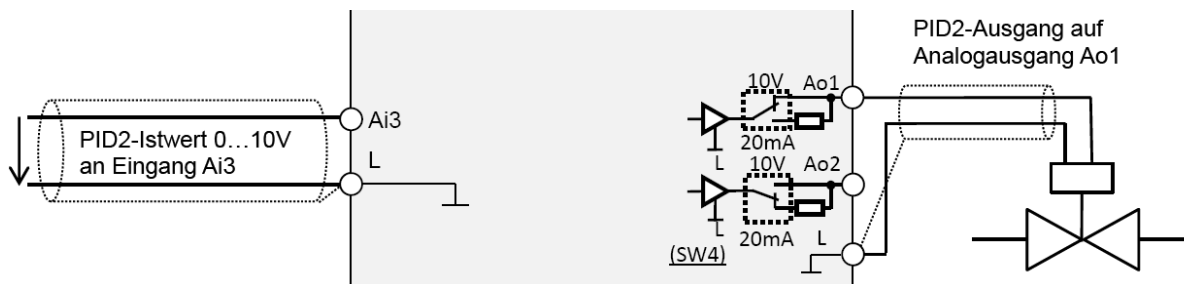 PID2-Ausgang auf
Analogausgang Ao1
10V
Ao1
Ai3
PID2-Istwert 0…10V
an Eingang Ai3
L
20mA
L
10V
Ao2
L
20mA
L
(SW4)